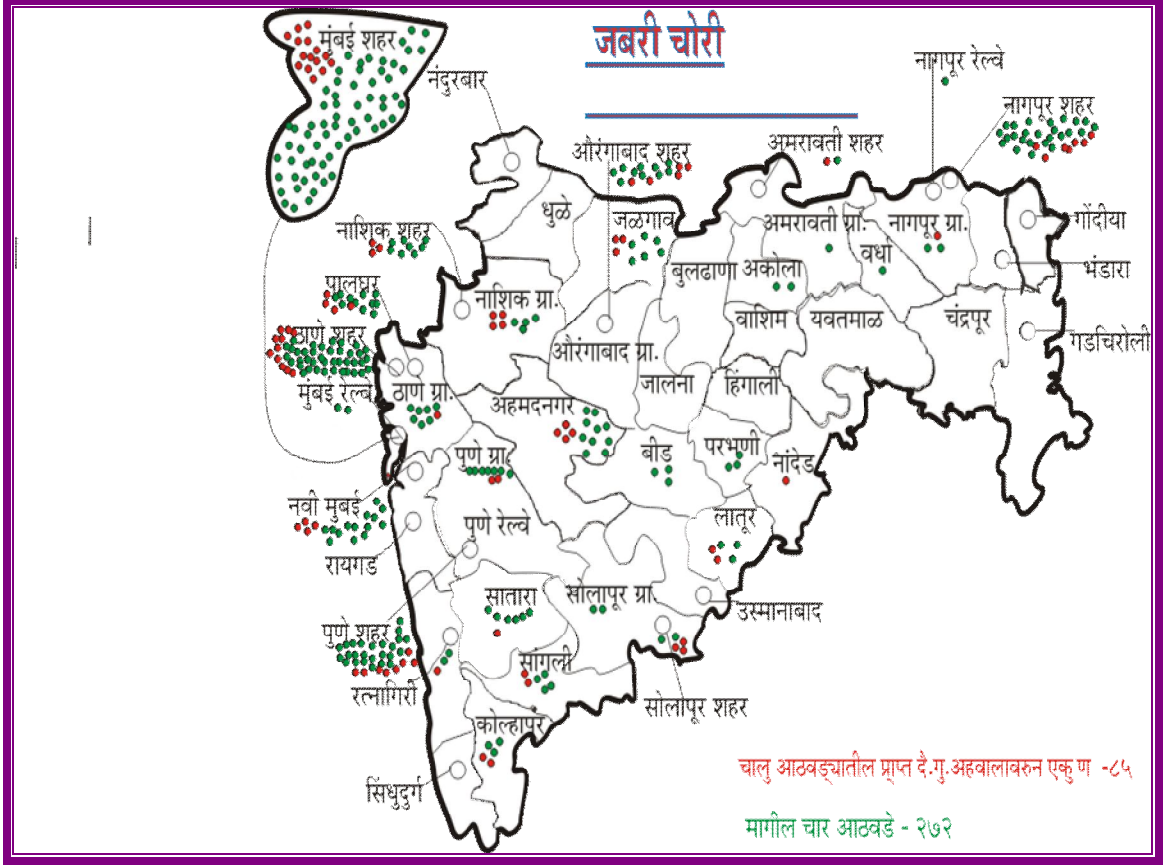 जबरी चोरी
मुंबई शहर
नंदुरबार
नागपूर रेल्वे
नागपूर शहर
औरंगाबाद शहर
अमरावती शहर
धुळे
जळगाव
नाशिक शहर
अमरावती ग्रा.
नागपूर ग्रा.
गोंदीया
वर्धा
बुलढाणा
अकोला
भंडारा
पालघर
नाशिक ग्रा.
वाशिम
यवतमाळ
चंद्रपूर
ठाणे शहर
गडचिरोली
औरंगाबाद ग्रा.
जालना
हिंगोली
मुंबई रेल्वे
ठाणे ग्रा.
अहमदनगर
पुणे ग्रा.
बीड
परभणी
नांदेड
नवी मुबई
पुणे रेल्वे
लातूर
रायगड
सातारा
सोलापूर ग्रा.
उस्मानाबाद
पुणे शहर
सांगली
रत्नागिरी
सोलापूर शहर
कोल्हापूर
सिंधुदुर्ग
चालु आठवड्यातील प्राप्त दै.गु.अहवालावरुन एकुण -८५
मागील चार आठवडे - २७२